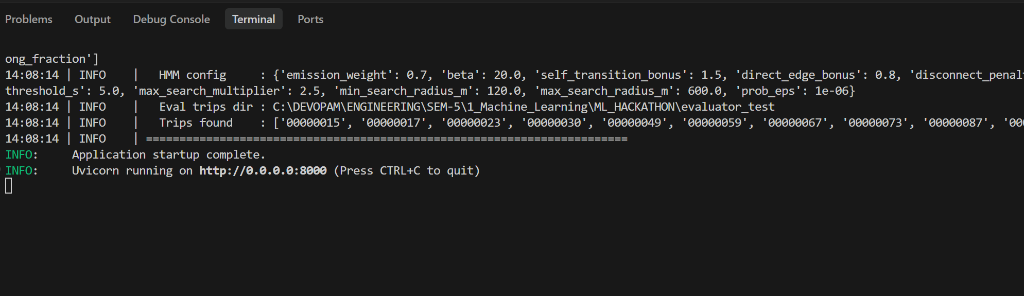 Problems Output Debug Console Terminal Ports
ong_fraction']
14:08:14 | INFO | HMM config : {'emission_weight': 0.7, 'beta': 20.0, 'self_transition_bonus': 1.5, 'direct_edge_bonus': 0.8, 'disconnect_penal
threshold_s': 5.0, 'max_search_multiplier': 2.5, 'min_search_radius_m': 120.0, 'max_search_radius_m': 600.0, 'prob_eps': 1e-06}
14:08:14 | INFO | Eval trips dir : C:\DEVOPAM\ENGINEERING\SEM-5\1_Machine_Learning\ML_HACKATHON\evaluator_test
14:08:14 | INFO | Trips found : ['00000015', '00000017', '00000023', '00000030', '00000049', '00000059', '00000067', '00000073', '00000087', '00
14:08:14 | INFO | ========================================================================
INFO: Application startup complete.
INFO: Uvicorn running on http://0.0.0.0:8000 (Press CTRL+C to quit)